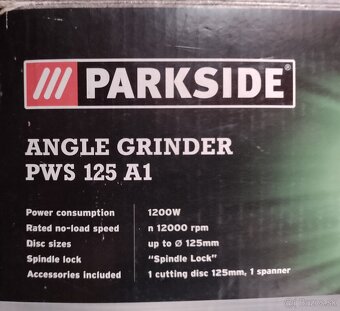 PARKSIDE®
ANGLE GRINDER
PWS 125 A1
Power consumption 1200W
Rated no-load speed n 12000 rpm
Disc sizes up to Ø 125mm
Spindle lock “Spindle Lock”
Accessories included 1 cutting disc 125mm, 1 spanner